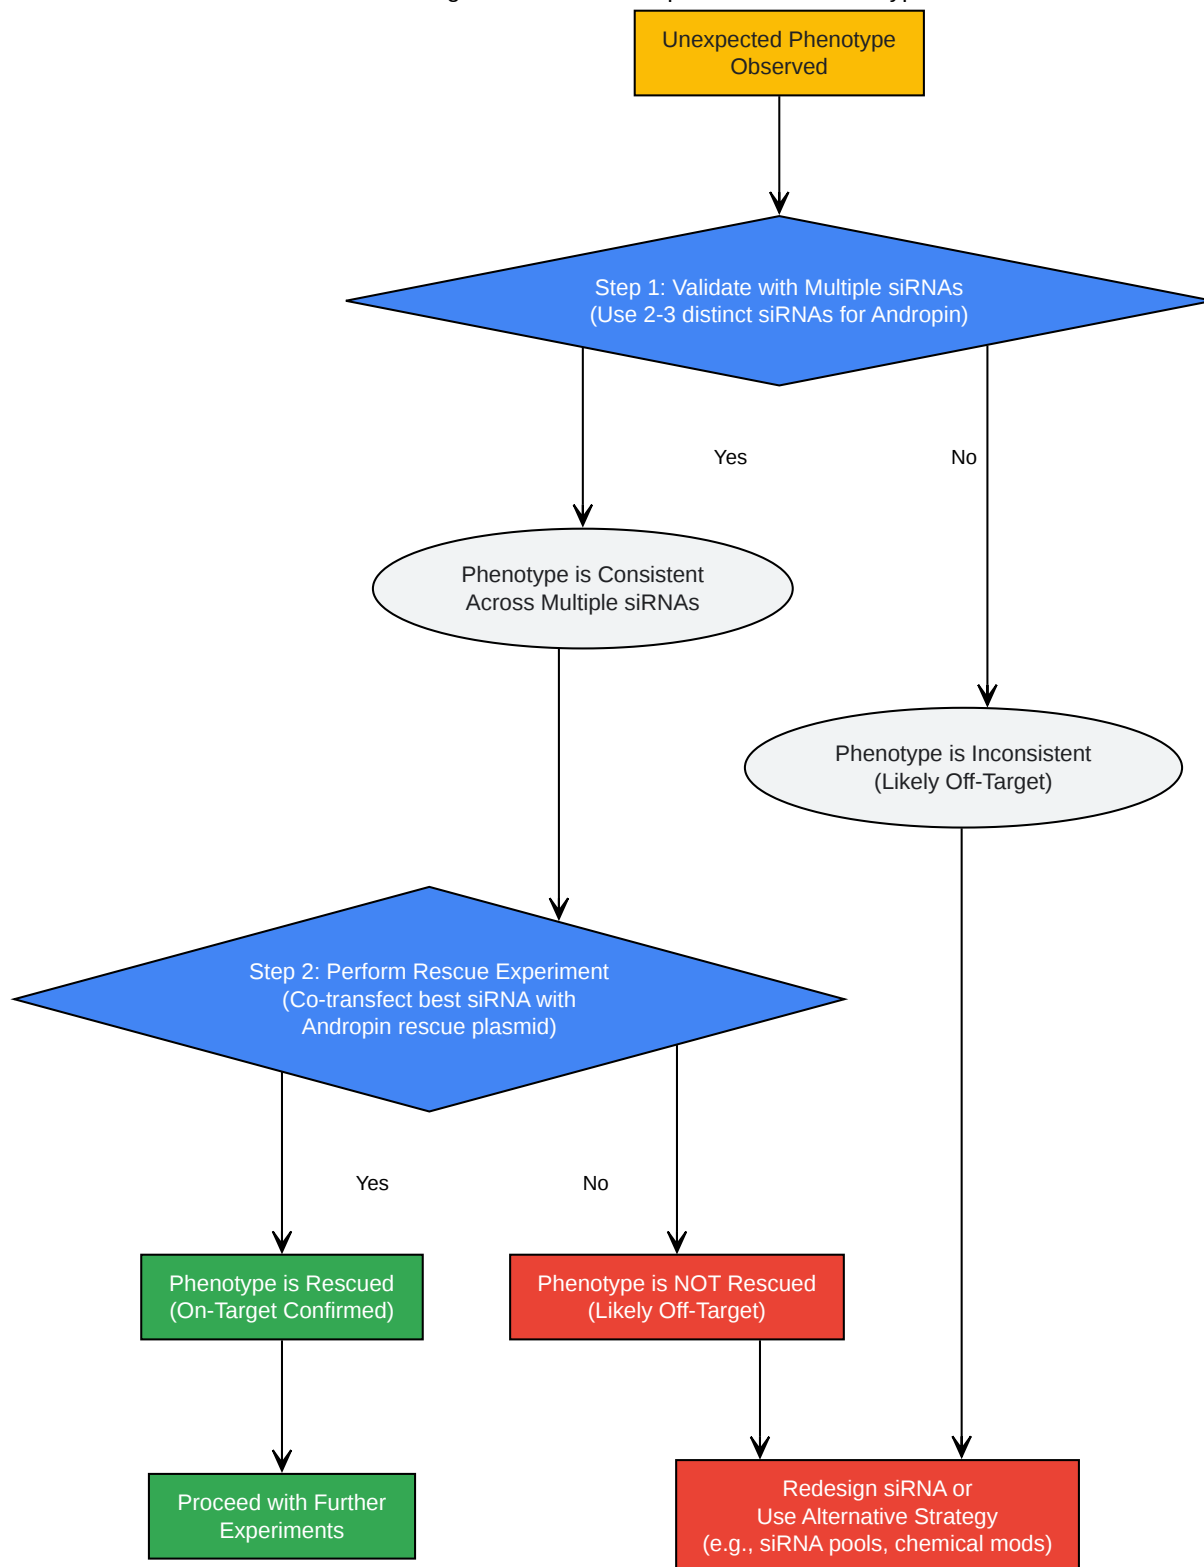 Unexpected Phenotype
Observed
Step 1: Validate with Multiple siRNAs
(Use 2-3 distinct siRNAs for Andropin)
Yes
No
Phenotype is Consistent
Across Multiple siRNAs
Phenotype is Inconsistent
(Likely Off-Target)
Step 2: Perform Rescue Experiment
(Co-transfect best siRNA with
Andropin rescue plasmid)
Yes
No
Phenotype is Rescued
(On-Target Confirmed)
Phenotype is NOT Rescued
(Likely Off-Target)
Proceed with Further
Experiments
Redesign siRNA or
Use Alternative Strategy
(e.g., siRNA pools, chemical mods)